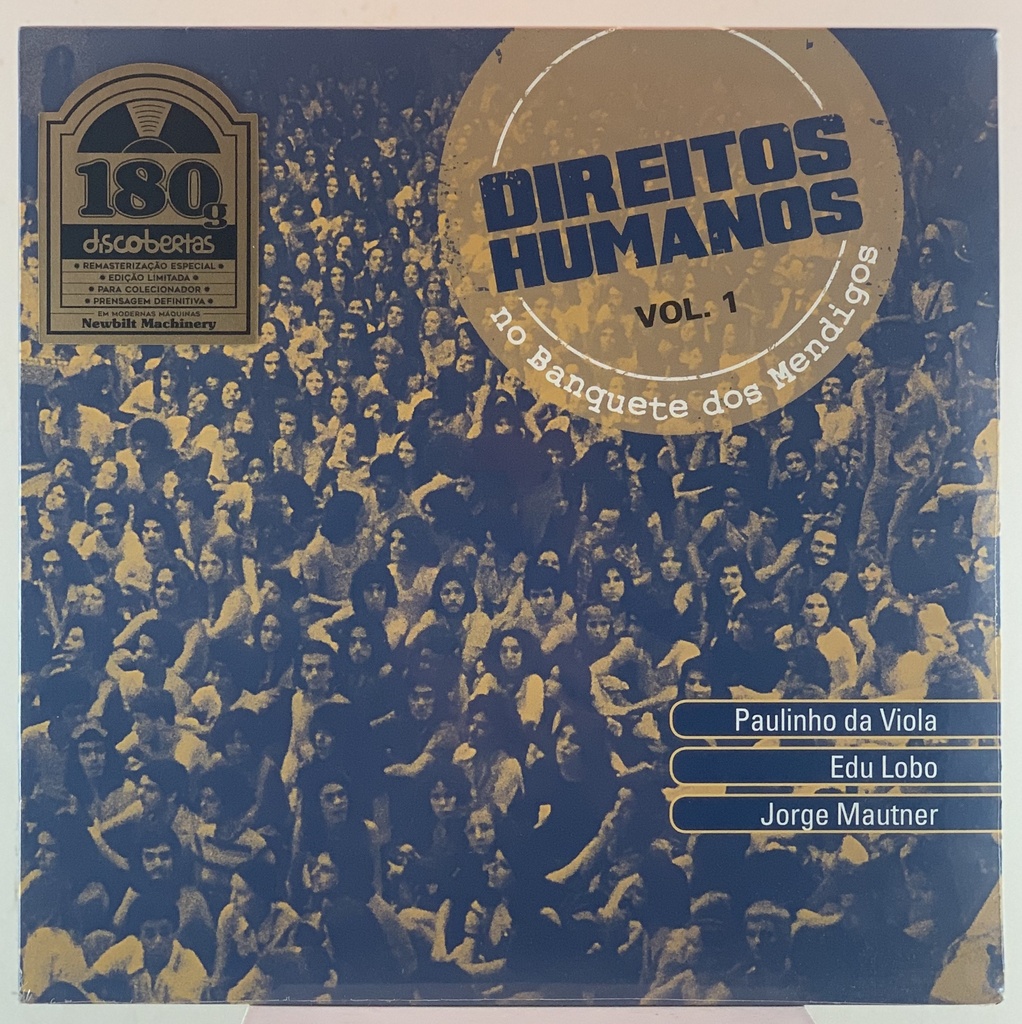 180g
discobertas
• REMASTERIZAÇÃO ESPECIAL •
• EDIÇÃO LIMITADA •
• PARA COLECIONADOR •
• PRENSAGEM DEFINITIVA •
EM MODERNAS MÁQUINAS
Newbilt Machinery
DIREITOS
HUMANOS
VOL. 1
no Banquete dos Mendigos
Paulinho da Viola
Edu Lobo
Jorge Mautner